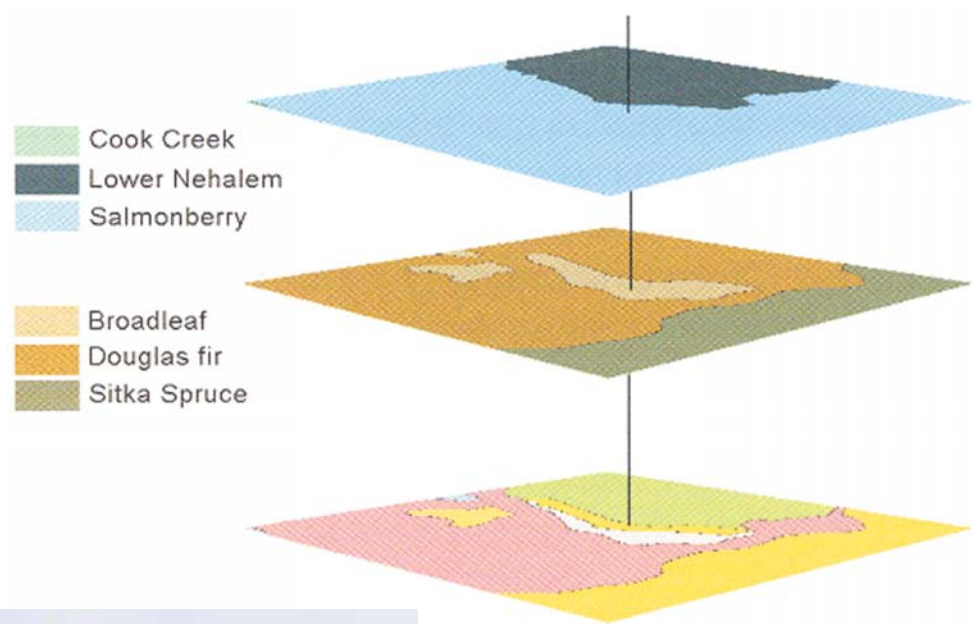 Cook Creek
Lower Nehalem
Salmonberry
Broadleaf
Douglas fir
Sitka Spruce